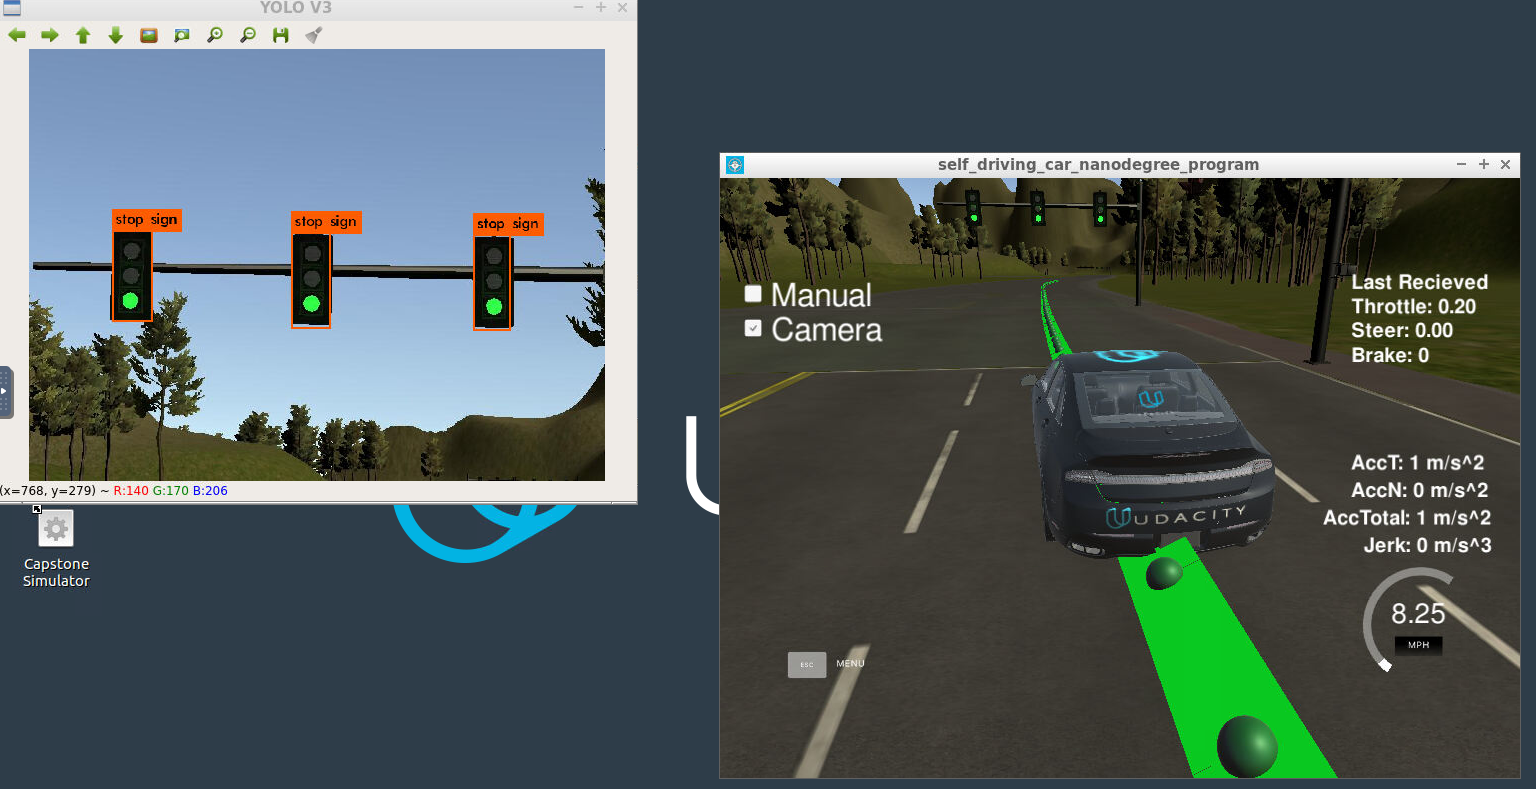 YOLO V3
stop sign
stop sign
stop sign
(x=768, y=279) ~ R:140 G:170 B:206
Capstone
Simulator
self_driving_car_nanodegree_program
Manual
Camera
Last Recieved
Throttle: 0.20
Steer: 0.00
Brake: 0
UDACITY
AccT: 1 m/s^2
AccN: 0 m/s^2
AccTotal: 1 m/s^2
Jerk: 0 m/s^3
8.25
MPH
ESC MENU